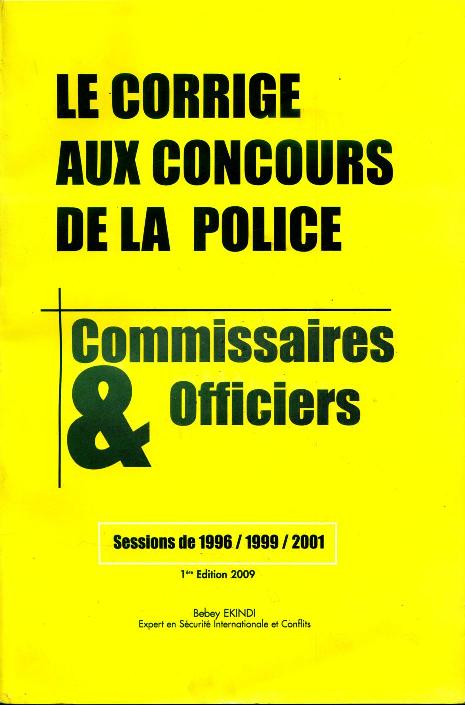 LE CORRIGE
AUX CONCOURS
DE LA POLICE
Commissaires
& Officiers
Sessions de 1996 / 1999 / 2001
1ère Edition 2009
Bebey EKINDI
Expert en Sécurité Internationale et Conflits